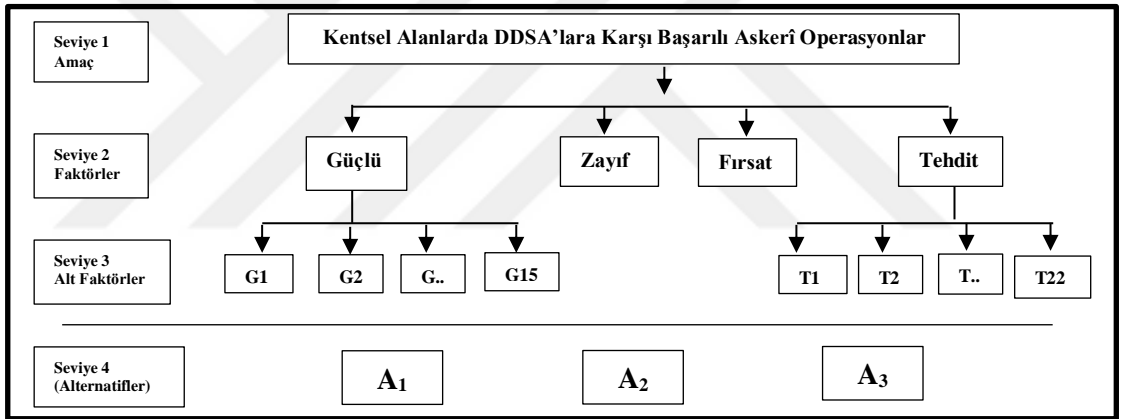 Seviye 1
Amaç
Kentsel Alanlarda DDSA’lara Karşı Başarılı Askerî Operasyonlar
Seviye 2
Faktörler
Güçlü
Zayıf
Fırsat
Tehdit
Seviye 3
Alt Faktörler
G1
G2
G..
G15
T1
T2
T..
T22
Seviye 4
(Alternatifler)
A1
A2
A3